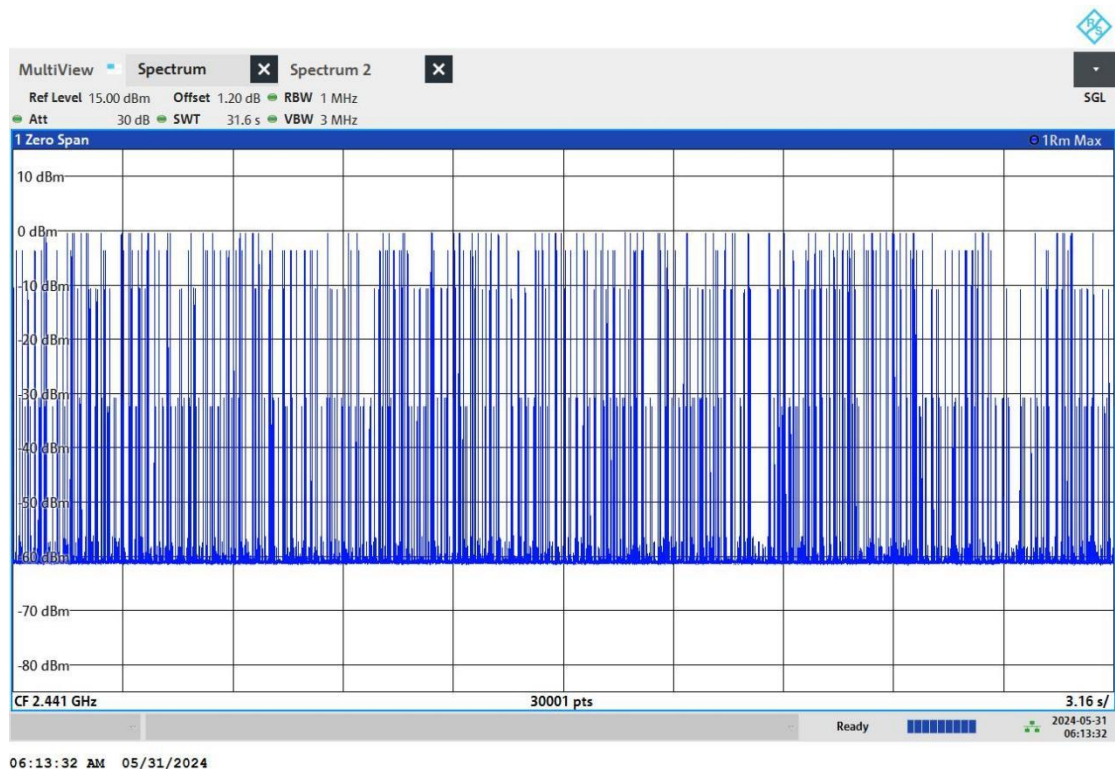 R&S
MultiView Spectrum X Spectrum 2 X
Ref Level 15.00 dBm Offset 1.20 dB RBW 1 MHz SGL
Att 30 dB SWT 31.6 s VBW 3 MHz
1 Zero Span 1Rm Max
10 dBm
0 dBm
-10 dBm
-20 dBm
-30 dBm
-40 dBm
-50 dBm
-60 dBm
-70 dBm
-80 dBm
CF 2.441 GHz 30001 pts 3.16 s/
Ready 2024-05-31
06:13:32
06:13:32 AM 05/31/2024